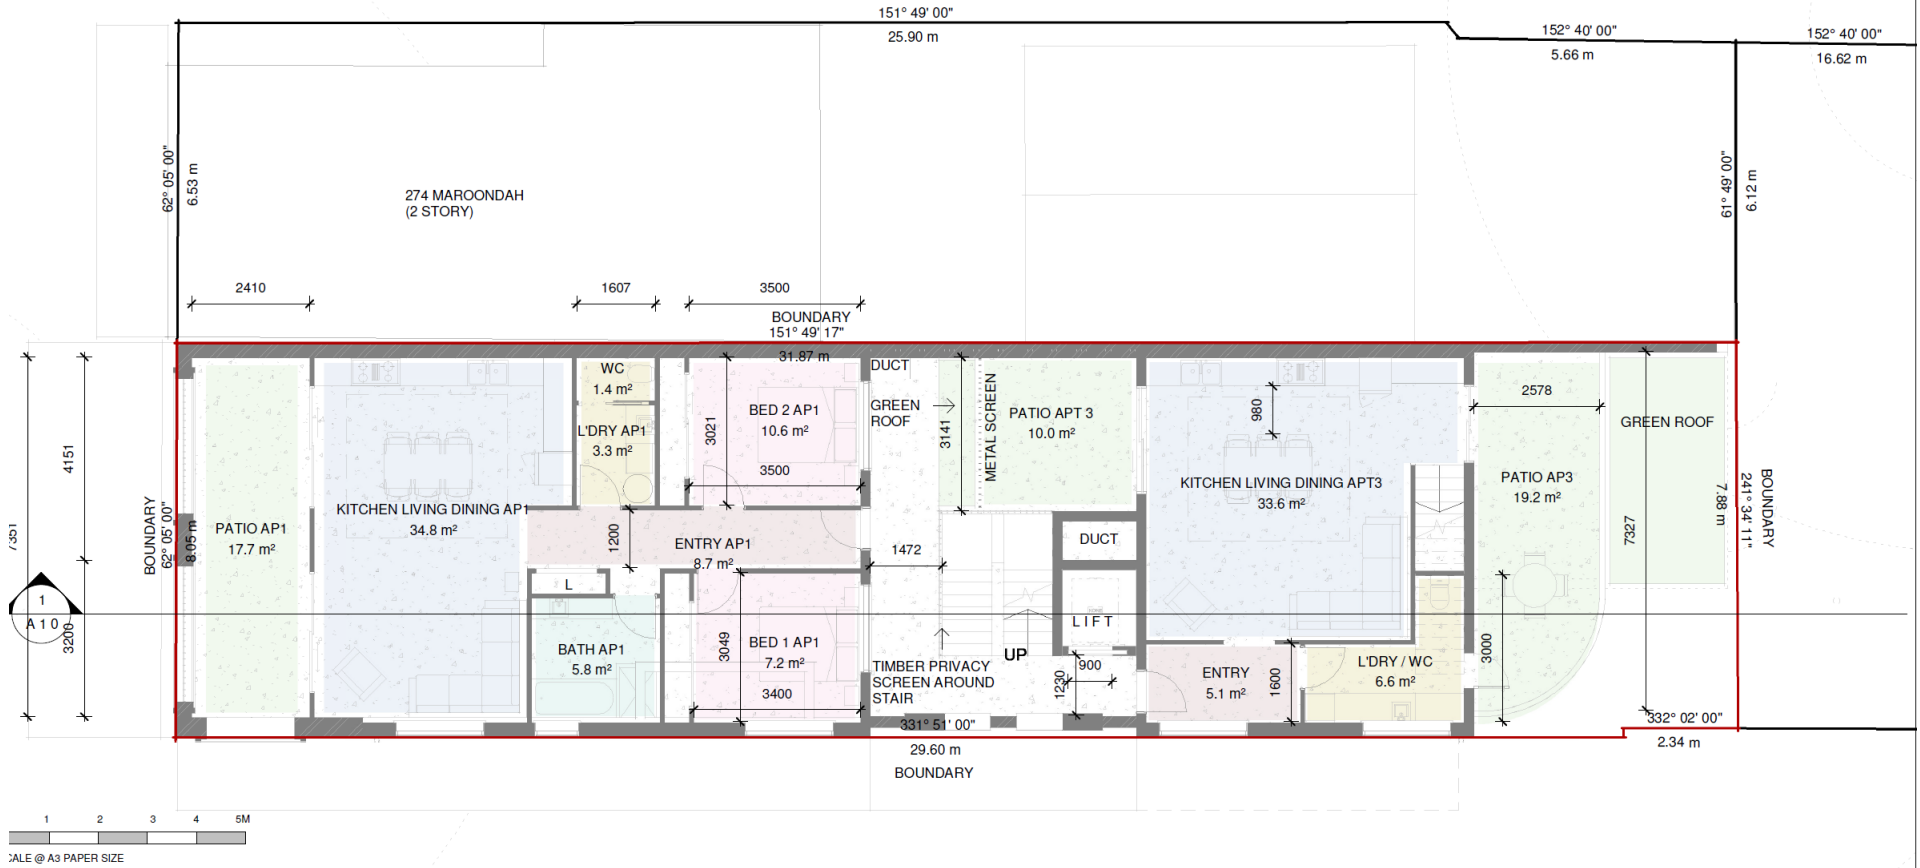 151° 49' 00"
25.90 m
152° 40' 00"
5.66 m
152° 40' 00"
16.62 m
62° 05' 00"
6.53 m
274 MAROONDAH
(2 STORY)
61° 49' 00"
6.12 m
2410
1607
3500
BOUNDARY
151° 49' 17"
31.87 m
4151
3200
7351
BOUNDARY
62° 05' 00"
8.05 m
PATIO AP1
17.7 m²
KITCHEN LIVING DINING AP1
34.8 m²
WC
1.4 m²
L'DRY AP1
3.3 m²
BED 2 AP1
10.6 m²
3021
3500
1200
ENTRY AP1
8.7 m²
L
BATH AP1
5.8 m²
BED 1 AP1
7.2 m²
3049
3400
DUCT
GREEN
ROOF
3141
METAL SCREEN
PATIO APT 3
10.0 m²
1472
DUCT
LIFT
UP
TIMBER PRIVACY
SCREEN AROUND
STAIR
900
1230
980
KITCHEN LIVING DINING APT3
33.6 m²
ENTRY
5.1 m²
1600
L'DRY / WC
6.6 m²
2578
PATIO AP3
19.2 m²
3000
GREEN ROOF
7327
7.88 m
241° 34' 11"
BOUNDARY
332° 02' 00"
2.34 m
331° 51' 00"
29.60 m
BOUNDARY
1
A 1 0
1 2 3 4 5M
CALE @ A3 PAPER SIZE